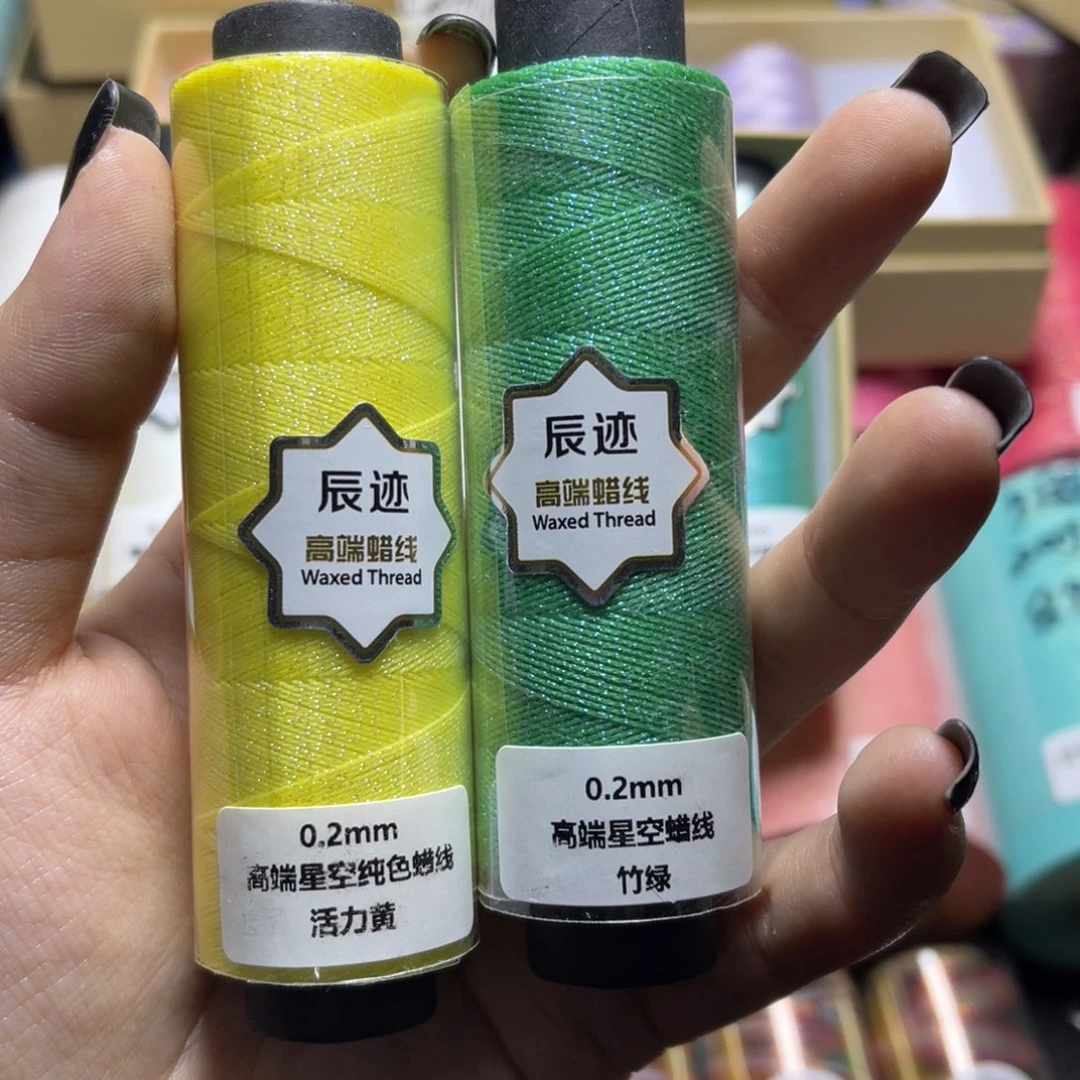 辰迹
高端蜡线
Waxed Thread
0.2mm
高端星空纯色蜡线
活力黄
辰迹
高端蜡线
Waxed Thread
0.2mm
高端星空蜡线
竹绿